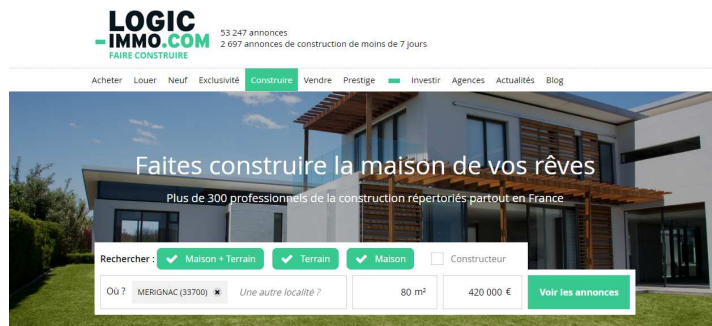 LOGIC
-IMMO.COM
FAIRE CONSTRUIRE
53 247 annonces
2 697 annonces de construction de moins de 7 jours
Acheter Louer Neuf Exclusivité Construire Vendre Prestige Investir Agences Actualités Blog
Faites construire la maison de vos rêves
Plus de 300 professionnels de la construction répertoriés partout en France
Rechercher : Maison + Terrain Terrain Maison Constructeur
Où ? MERIGNAC (33700) Une autre localité ? 80 m² 420 000 € Voir les annonces